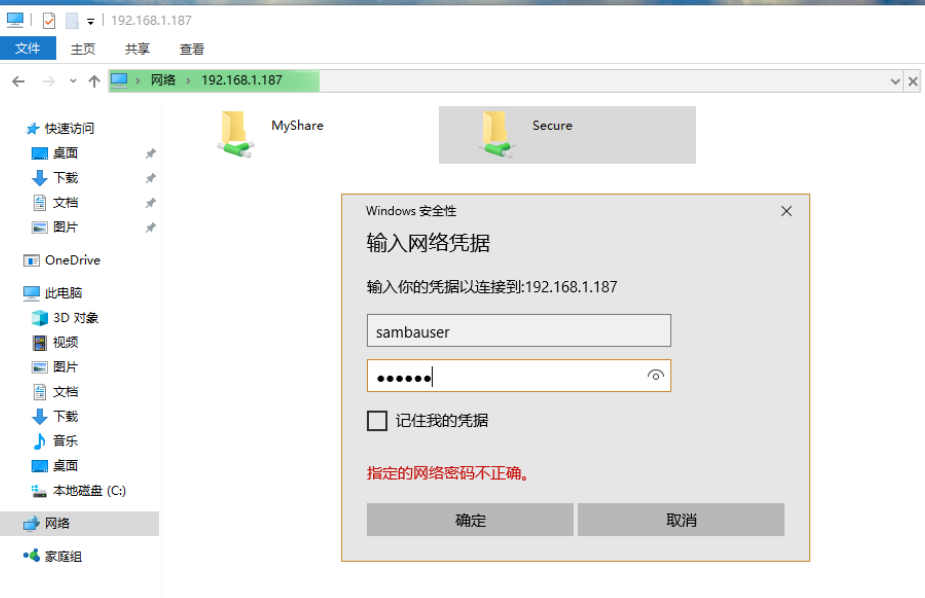 192.168.1.187
文件 主页 共享 查看
网络 192.168.1.187
快速访问
桌面
下载
文档
图片
OneDrive
此电脑
3D 对象
视频
图片
文档
下载
音乐
桌面
本地磁盘 (C:)
网络
家庭组
MyShare
Secure
Windows 安全性
输入网络凭据
输入你的凭据以连接到:192.168.1.187
sambauser
●●●●●●
记住我的凭据
指定的网络密码不正确。
确定 取消